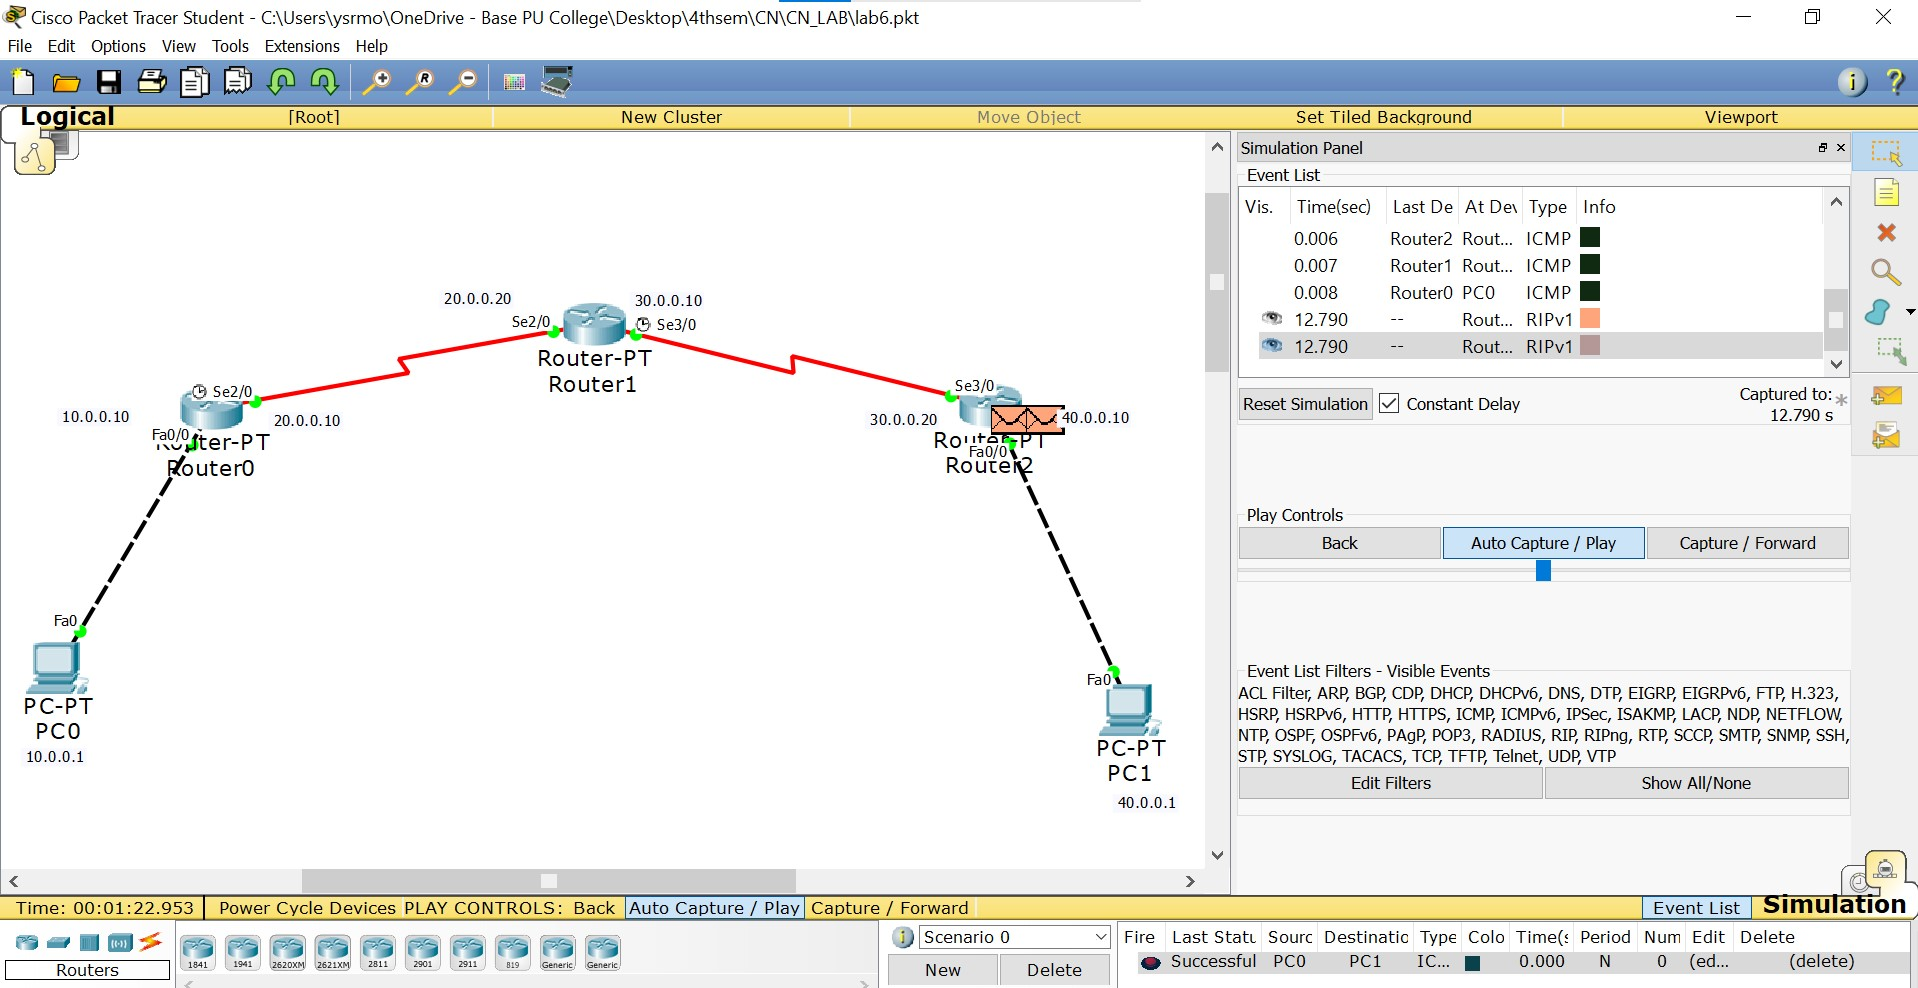 Cisco Packet Tracer Student - C:\Users\ysrmo\OneDrive - Base PU College\Desktop\4thsem\CN\CN_LAB\lab6.pkt
File Edit Options View Tools Extensions Help
Logical [Root] New Cluster Move Object Set Tiled Background Viewport
20.0.0.20
30.0.0.10
Se2/0
Se3/0
Router-PT
Router1
Se2/0
10.0.0.10
20.0.0.10
Fa0/0
Router-PT
Router0
Se3/0
30.0.0.20
40.0.0.10
Router-PT
Fa0/0
Router2
Fa0
PC-PT
PC0
10.0.0.1
Fa0
PC-PT
PC1
40.0.0.1
Simulation Panel
Event List
Vis. Time(sec) Last De At Dev Type Info
0.006 Router2 Rout... ICMP
0.007 Router1 Rout... ICMP
0.008 Router0 PC0 ICMP
12.790 -- Rout... RIPv1
12.790 -- Rout... RIPv1
Reset Simulation Constant Delay Captured to:
12.790 s
Play Controls
Back Auto Capture / Play Capture / Forward
Event List Filters - Visible Events
ACL Filter, ARP, BGP, CDP, DHCP, DHCPv6, DNS, DTP, EIGRP, EIGRPv6, FTP, H.323,
HSRP, HSRPv6, HTTP, HTTPS, ICMP, ICMPv6, IPSec, ISAKMP, LACP, NDP, NETFLOW,
NTP, OSPF, OSPFv6, PAgP, POP3, RADIUS, RIP, RIPng, RTP, SCCP, SMTP, SNMP, SSH,
STP, SYSLOG, TACACS, TCP, TFTP, Telnet, UDP, VTP
Edit Filters Show All/None
Time: 00:01:22.953 Power Cycle Devices PLAY CONTROLS: Back Auto Capture / Play Capture / Forward Event List Simulation
Routers
1841 1941 2620XM 2621XM 2811 2901 2911 819 Generic Generic
Scenario 0
New Delete
Fire Last Statu Sourc Destinatic Type Colo Time(s Period Num Edit Delete
Successful PC0 PC1 IC... 0.000 N 0 (ed... (delete)